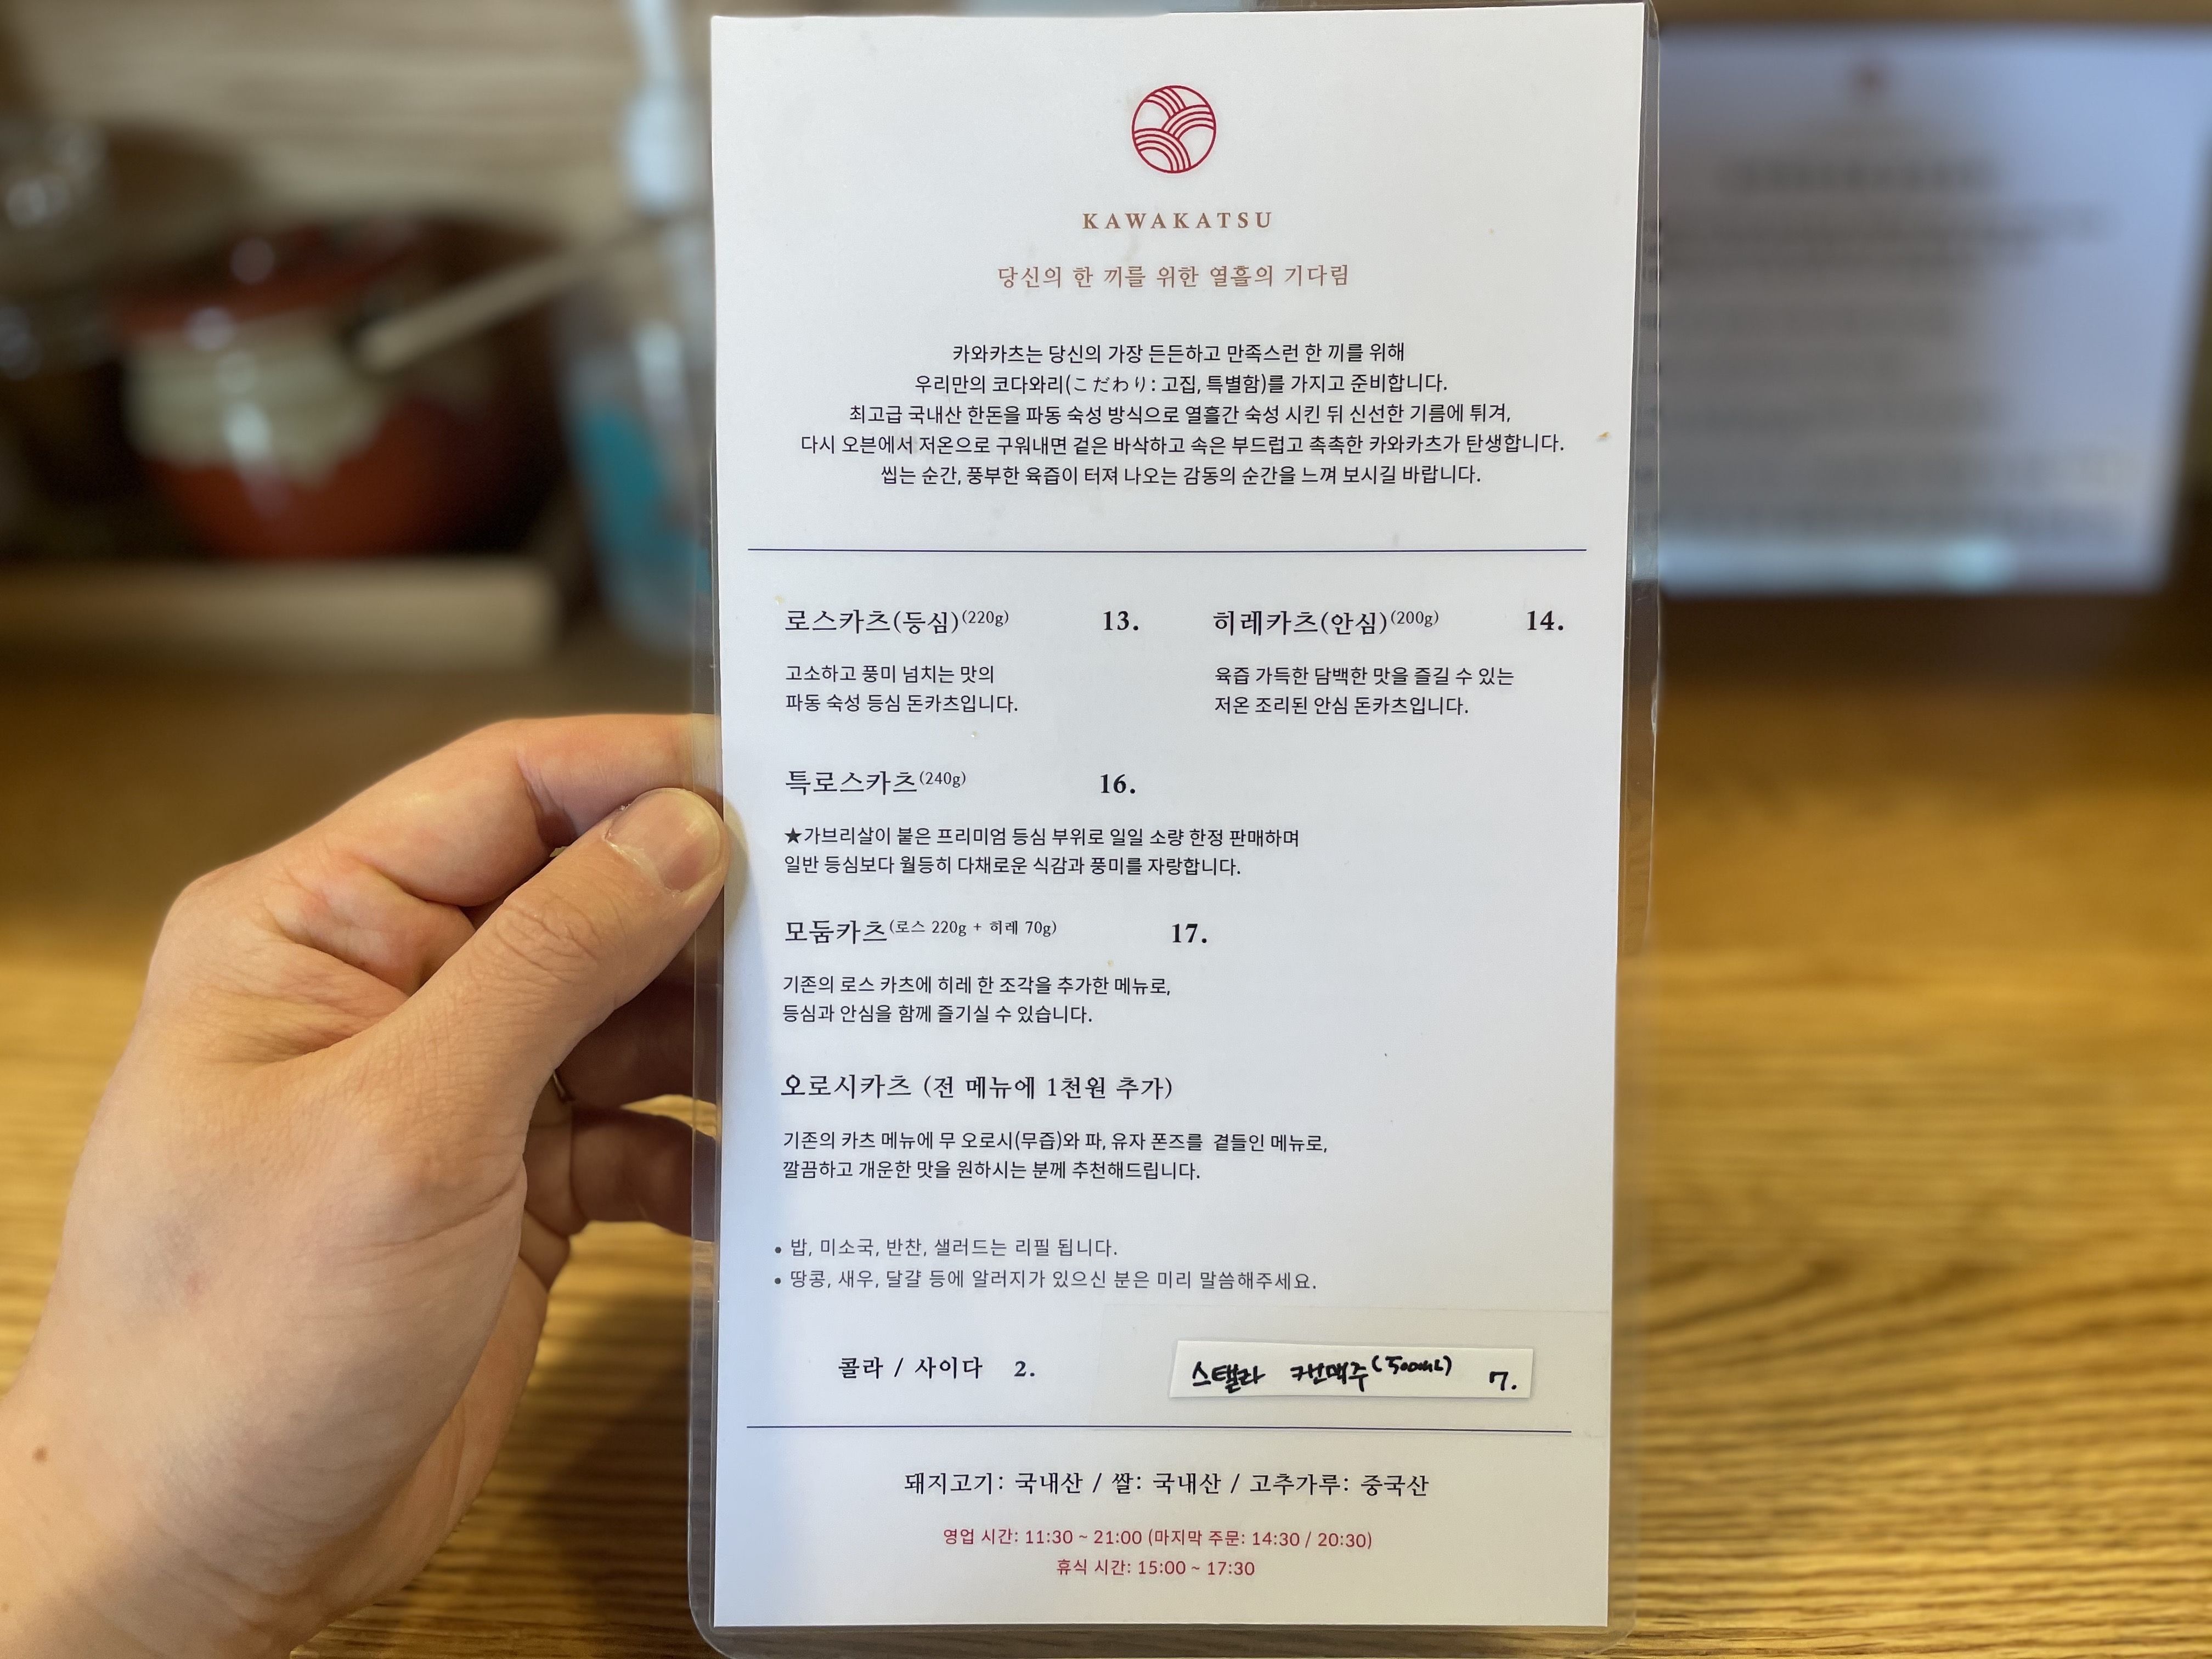 KAWAKATSU
당신의 한 끼를 위한 열흘의 기다림
카와카츠는 당신의 가장 든든하고 만족스런 한 끼를 위해
우리만의 코다와리(こだわり: 고집, 특별함)를 가지고 준비합니다.
최고급 국내산 한돈을 파동 숙성 방식으로 열흘간 숙성 시킨 뒤 신선한 기름에 튀겨,
다시 오븐에서 저온으로 구워내면 겉은 바삭하고 속은 부드럽고 촉촉한 카와카츠가 탄생합니다.
씹는 순간, 풍부한 육즙이 터져 나오는 감동의 순간을 느껴 보시길 바랍니다.
로스카츠(등심)(220g) 13.
고소하고 풍미 넘치는 맛의
파동 숙성 등심 돈카츠입니다.
히레카츠(안심)(200g) 14.
육즙 가득한 담백한 맛을 즐길 수 있는
저온 조리된 안심 돈카츠입니다.
특로스카츠(240g) 16.
★가브리살이 붙은 프리미엄 등심 부위로 일일 소량 한정 판매하며
일반 등심보다 월등히 다채로운 식감과 풍미를 자랑합니다.
모둠카츠(로스 220g + 히레 70g) 17.
기존의 로스 카츠에 히레 한 조각을 추가한 메뉴로,
등심과 안심을 함께 즐기실 수 있습니다.
오로시카츠 (전 메뉴에 1천원 추가)
기존의 카츠 메뉴에 무 오로시(무즙)와 파, 유자 폰즈를 곁들인 메뉴로,
깔끔하고 개운한 맛을 원하시는 분께 추천해드립니다.
• 밥, 미소국, 반찬, 샐러드는 리필 됩니다.
• 땅콩, 새우, 달걀 등에 알러지가 있으신 분은 미리 말씀해주세요.
콜라 / 사이다 2.
스텔라 캔맥주(500mL) 7.
돼지고기: 국내산 / 쌀: 국내산 / 고추가루: 중국산
영업 시간: 11:30 ~ 21:00 (마지막 주문: 14:30 / 20:30)
휴식 시간: 15:00 ~ 17:30